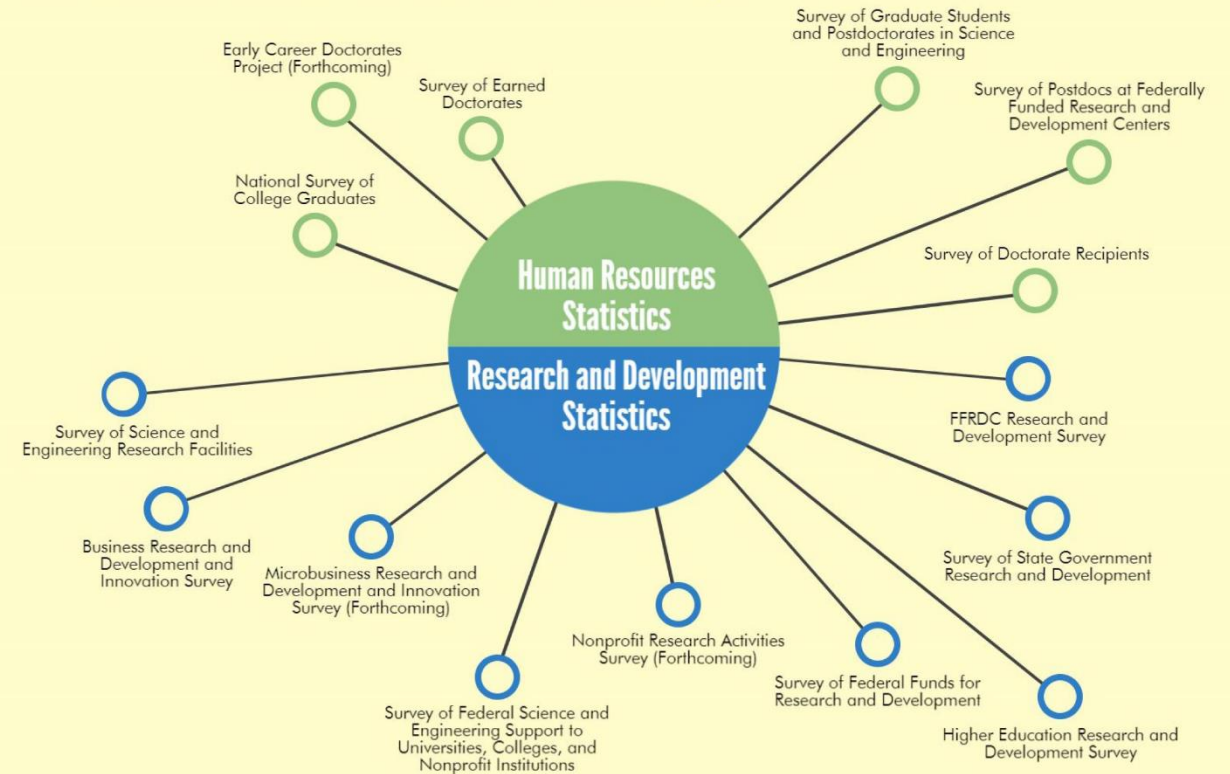 Survey of Graduate Students
and Postdoctorates in Science
and Engineering
Early Career Doctorates
Project (Forthcoming)
Survey of Earned
Doctorates
Survey of Postdocs at Federally
Funded Research and
Development Centers
National Survey of
College Graduates
Survey of Doctorate Recipients
Human Resources
Statistics
Research and Development
Statistics
Survey of Science and
Engineering Research Facilities
FFRDC Research and
Development Survey
Business Research and
Development and
Innovation Survey
Microbusiness Research and
Development and Innovation
Survey (Forthcoming)
Survey of State Government
Research and Development
Nonprofit Research Activities
Survey (Forthcoming)
Survey of Federal Funds for
Research and Development
Survey of Federal Science and
Engineering Support to
Universities, Colleges, and
Nonprofit Institutions
Higher Education Research and
Development Survey